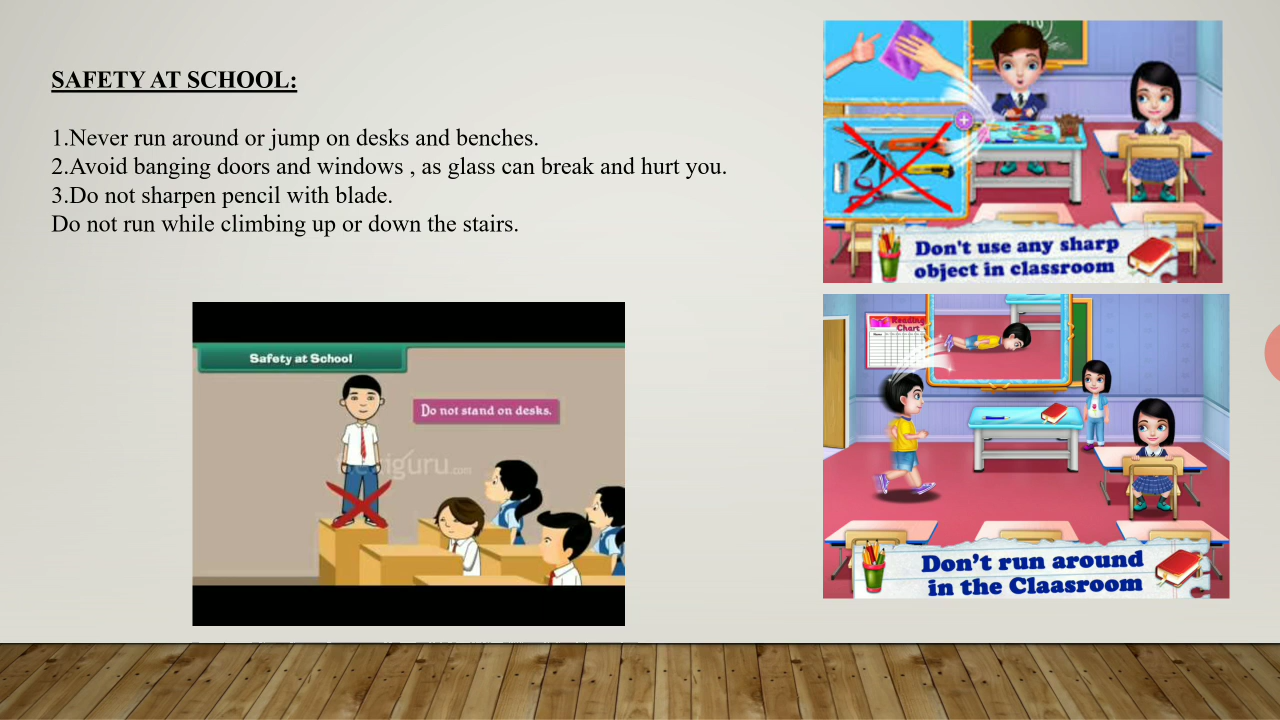 SAFETY AT SCHOOL:
1.Never run around or jump on desks and benches.
2.Avoid banging doors and windows , as glass can break and hurt you.
3.Do not sharpen pencil with blade.
Do not run while climbing up or down the stairs.
Safety at School
Do not stand on desks.
Don't use any sharp
object in classroom
Reading
Chart
Don't run around
in the Claasroom